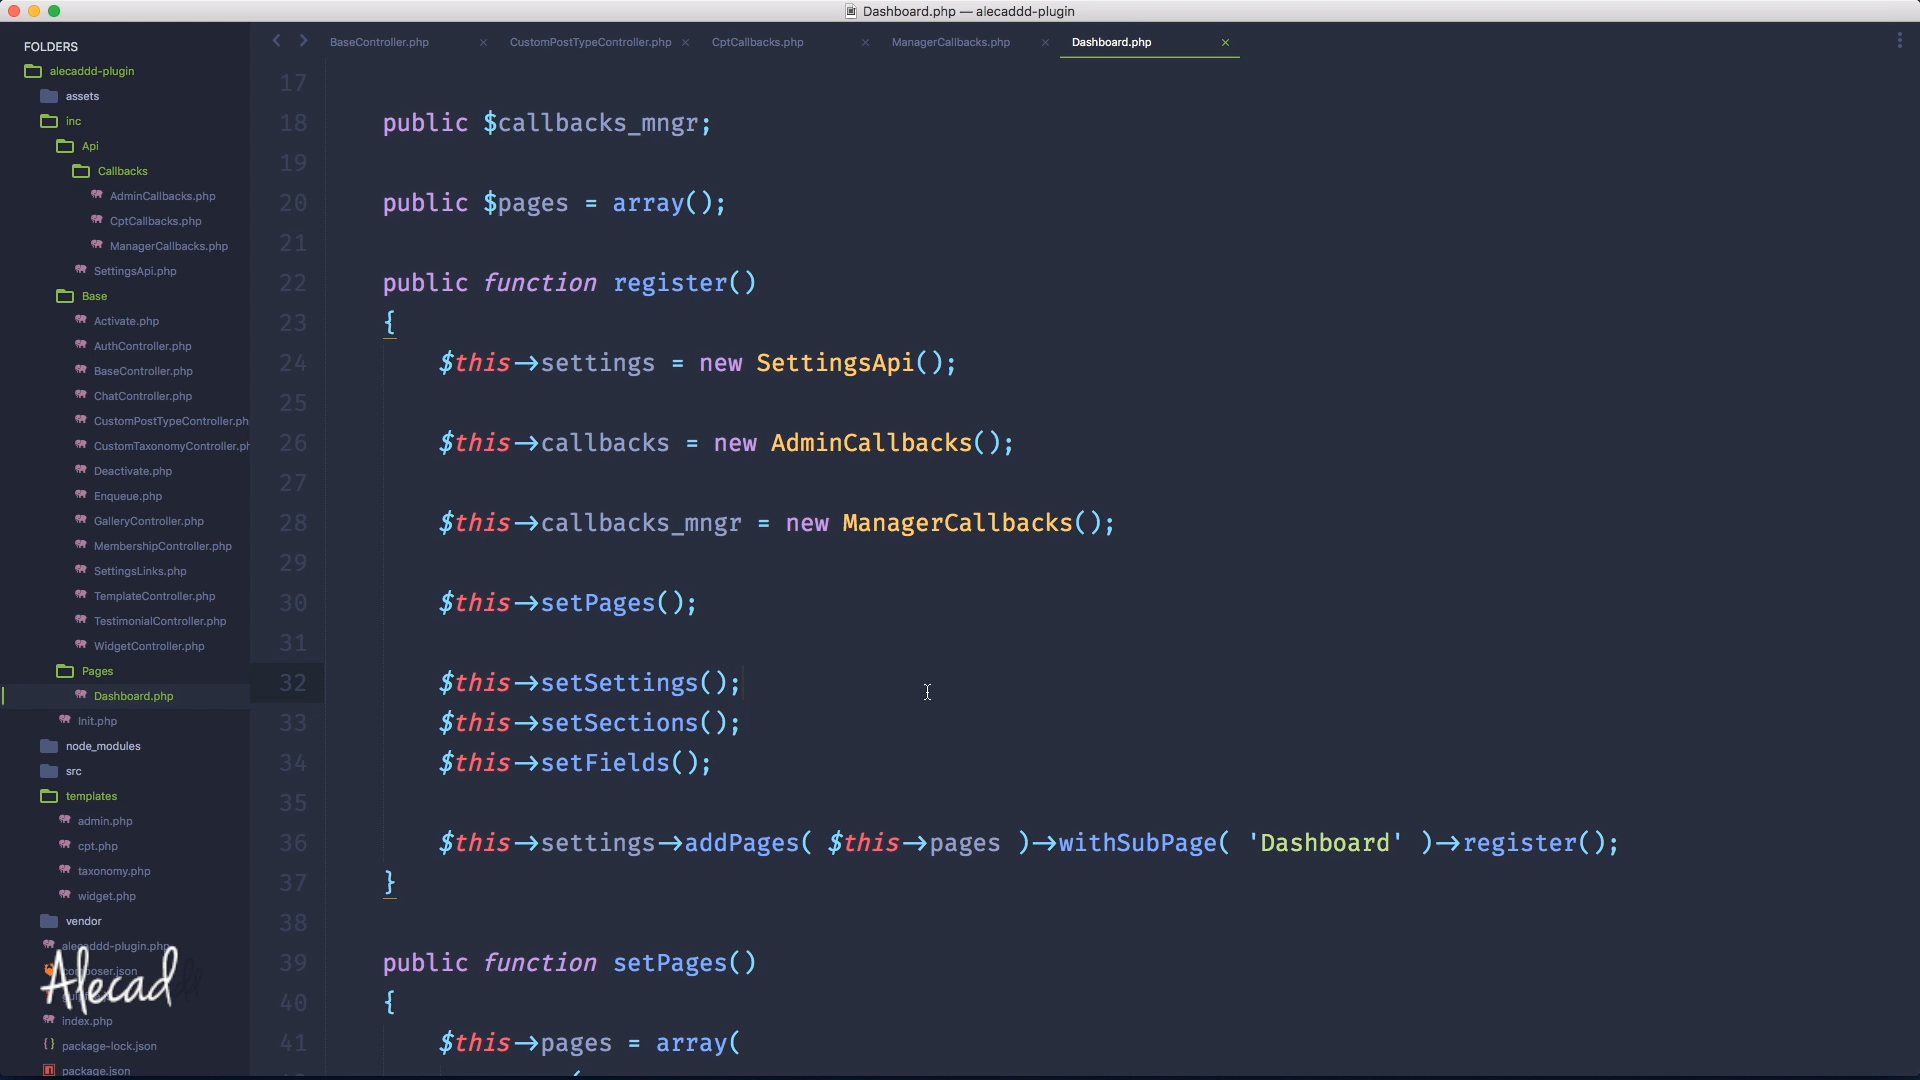 Dashboard.php — alecaddd-plugin
FOLDERS
alecaddd-plugin
assets
inc
Api
Callbacks
AdminCallbacks.php
CptCallbacks.php
ManagerCallbacks.php
SettingsApi.php
Base
Activate.php
AuthController.php
BaseController.php
ChatController.php
CustomPostTypeController.ph
CustomTaxonomyController.ph
Deactivate.php
Enqueue.php
GalleryController.php
MembershipController.php
SettingsLinks.php
TemplateController.php
TestimonialController.php
WidgetController.php
Pages
Dashboard.php
Init.php
node_modules
src
templates
admin.php
cpt.php
taxonomy.php
widget.php
vendor
alecaddd-plugin.php
composer.json
Alecad
index.php
package-lock.json
package.json
BaseController.php CustomPostTypeController.php CptCallbacks.php ManagerCallbacks.php Dashboard.php
17
18 public $callbacks_mngr;
19
20 public $pages = array();
21
22 public function register()
23 {
24 $this->settings = new SettingsApi();
25
26 $this->callbacks = new AdminCallbacks();
27
28 $this->callbacks_mngr = new ManagerCallbacks();
29
30 $this->setPages();
31
32 $this->setSettings();
33 $this->setSections();
34 $this->setFields();
35
36 $this->settings->addPages( $this->pages )->withSubPage( 'Dashboard' )->register();
37 }
38
39 public function setPages()
40 {
41 $this->pages = array(